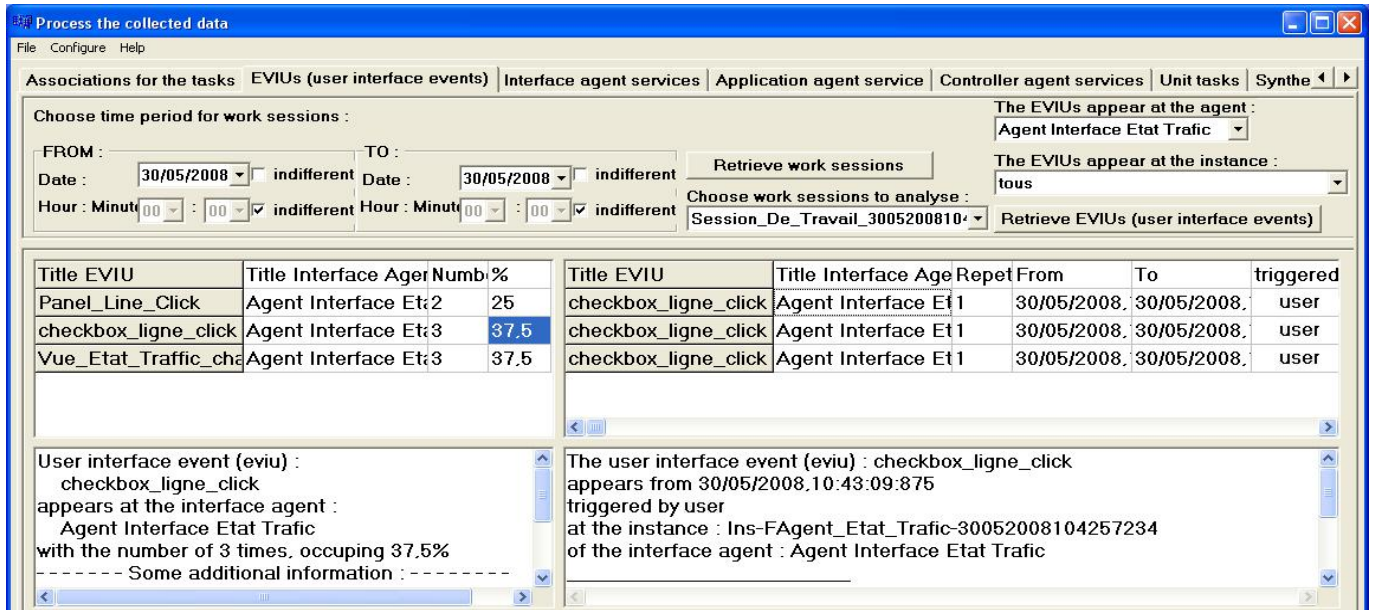 Process the collected data
File Configure Help
Associations for the tasks EVIUs (user interface events) Interface agent services Application agent service Controller agent services Unit tasks Synthe
Choose time period for work sessions :
The EVIUs appear at the agent :
Agent Interface Etat Trafic
FROM :
Date : 30/05/2008 indifferent
Hour : Minut 00 : 00 indifferent
TO :
Date : 30/05/2008 indifferent
Hour : Minut 00 : 00 indifferent
Retrieve work sessions
Choose work sessions to analyse :
Session_De_Travail_30052008104
The EVIUs appear at the instance :
tous
Retrieve EVIUs (user interface events)
Title EVIU Title Interface Ager Numb %
Panel_Line_Click Agent Interface Eta 2 25
checkbox_ligne_click Agent Interface Eta 3 37,5
Vue_Etat_Traffic_cha Agent Interface Eta 3 37,5
Title EVIU Title Interface Age Repet From To triggered
checkbox_ligne_click Agent Interface Et 1 30/05/2008, 30/05/2008, user
checkbox_ligne_click Agent Interface Et 1 30/05/2008, 30/05/2008, user
checkbox_ligne_click Agent Interface Et 1 30/05/2008, 30/05/2008, user
User interface event (eviu) :
checkbox_ligne_click
appears at the interface agent :
Agent Interface Etat Trafic
with the number of 3 times, occuping 37,5%
- - - - - - - Some additional information : - - - - - - - -
The user interface event (eviu) : checkbox_ligne_click
appears from 30/05/2008,10:43:09:875
triggered by user
at the instance : Ins-FAgent_Etat_Trafic-30052008104257234
of the interface agent : Agent Interface Etat Trafic